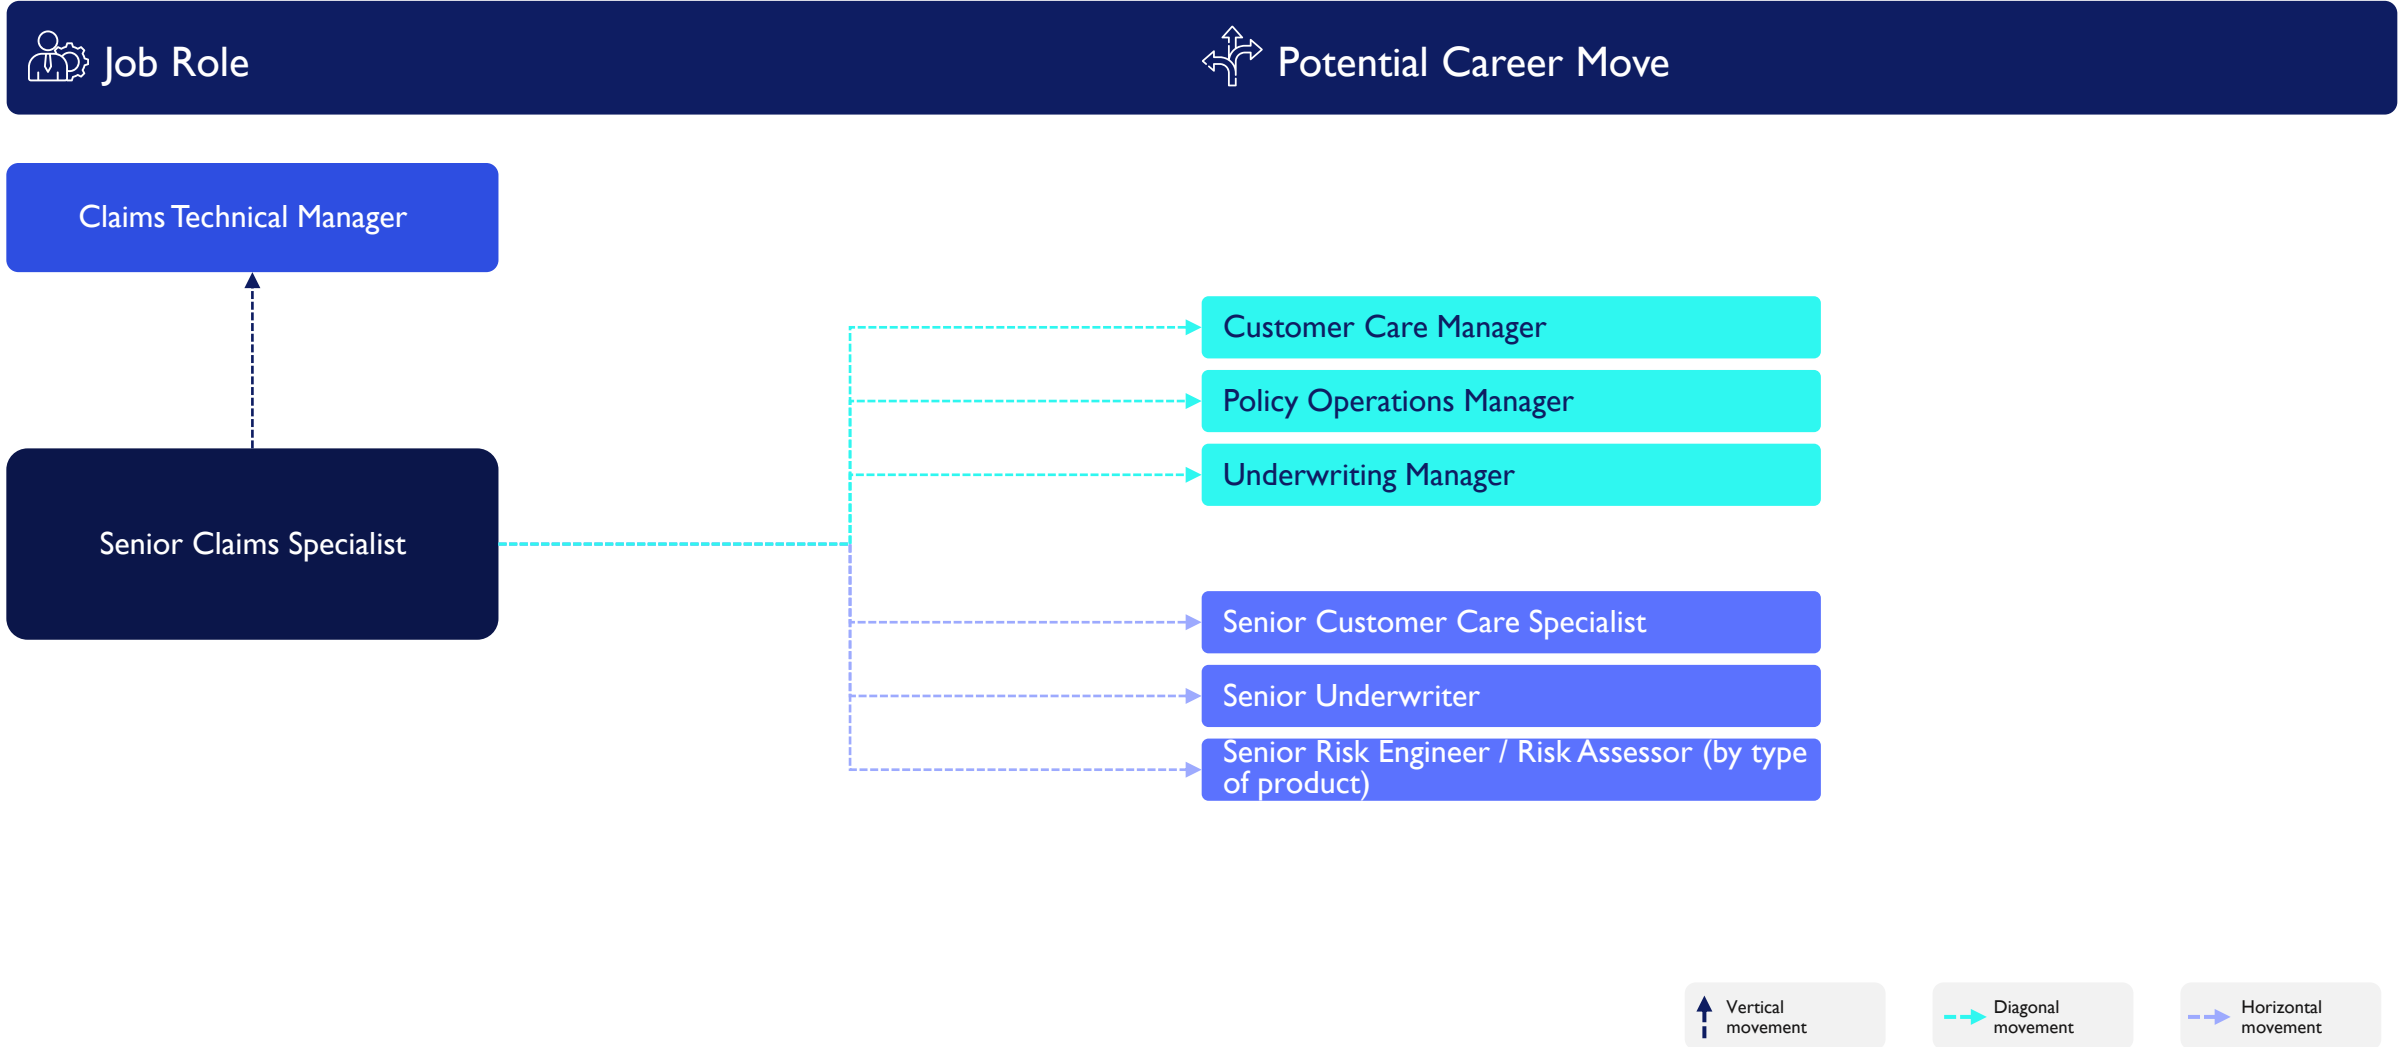 Job Role
Potential Career Move
Claims Technical Manager
Customer Care Manager
Policy Operations Manager
Underwriting Manager
Senior Claims Specialist
Senior Customer Care Specialist
Senior Underwriter
Senior Risk Engineer / Risk Assessor (by type
of product)
Vertical
movement
Diagonal
movement
Horizontal
movement